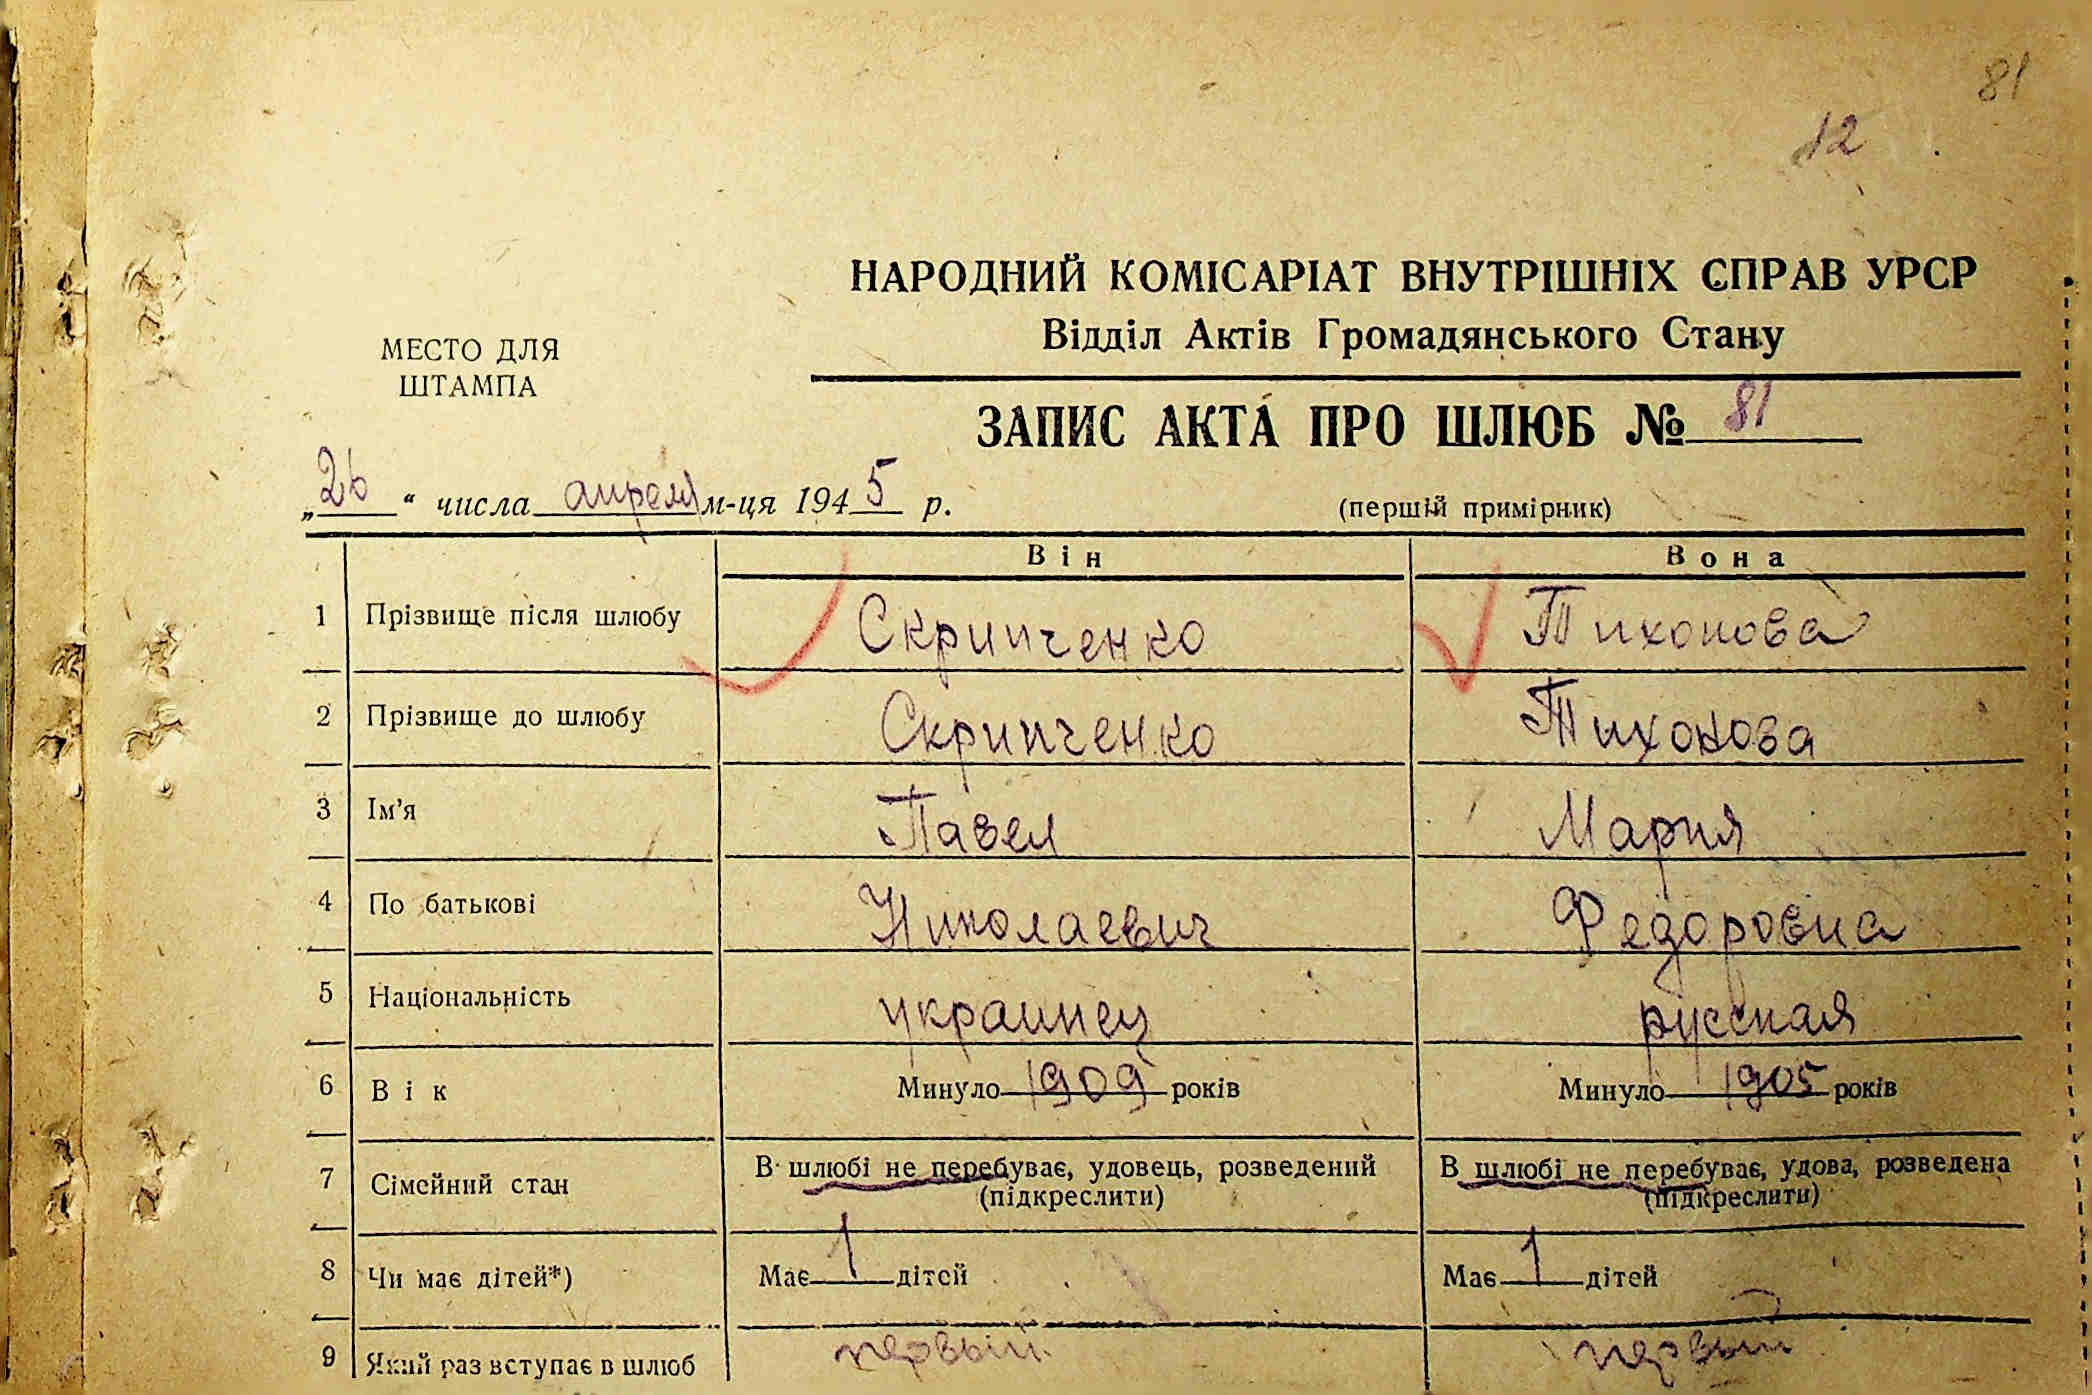 81
12
НАРОДНИЙ КОМІСАРІАТ ВНУТРІШНІХ СПРАВ УРСР
Відділ Актів Громадянського Стану
МЕСТО ДЛЯ
ШТАМПА
ЗАПИС АКТА ПРО ШЛЮБ № 81
„26“ числа апреля м-ця 1945 р.
(першій примірник)
Він Вона
1 Прізвище після шлюбу Скрипченко Тихонова
2 Прізвище до шлюбу Скрипченко Тихонова
3 Ім'я Павел Мария
4 По батькові Николаевич Федоровна
5 Національність украинец русская
6 Вік Минуло 1909 років Минуло 1905 років
7 Сімейний стан В шлюбі не перебуває, удовець, розведений В шлюбі не перебуває, удова, розведена
(підкреслити) (підкреслити)
8 Чи має дітей*) Має 1 дітей Має 1 дітей
9 Який раз вступає в шлюб первый первый